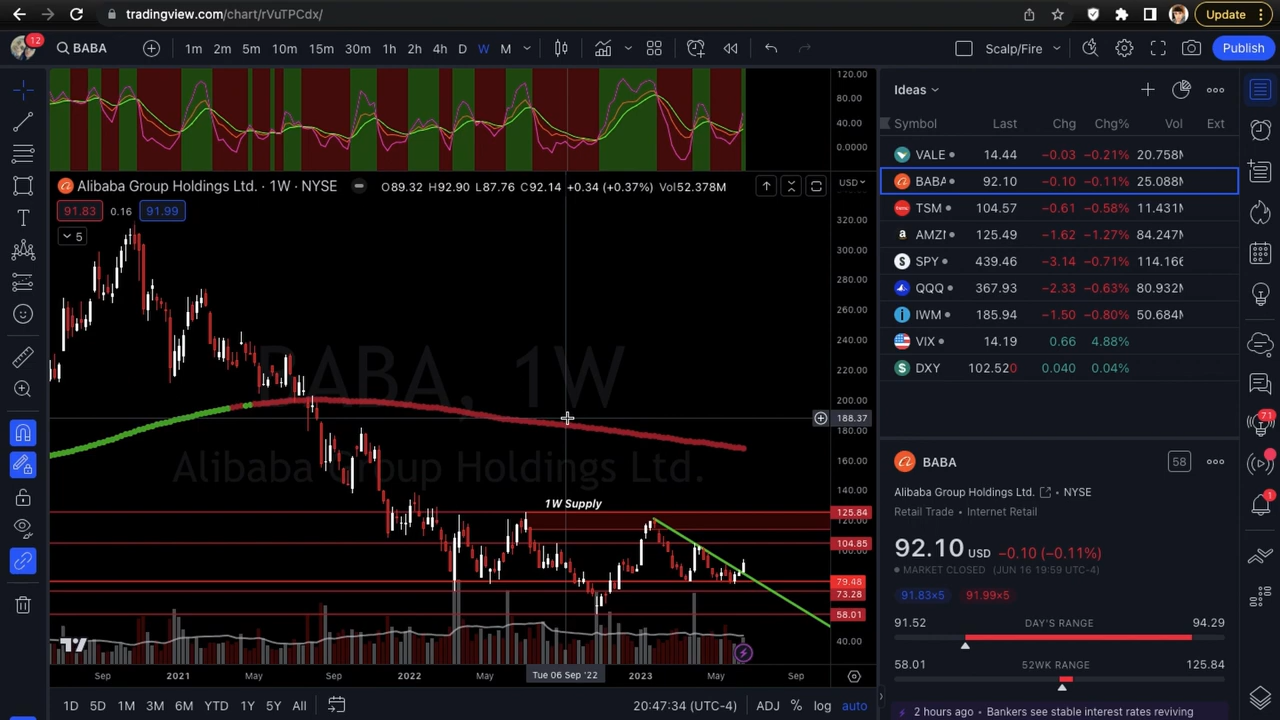 tradingview.com/chart/rVuTPCdx/
Update
12
BABA
1m 2m 5m 10m 15m 30m 1h 2h 4h D W M
Scalp/Fire
Publish
120.00
80.00
40.00
0.0000
Alibaba Group Holdings Ltd. · 1W · NYSE
O89.32 H92.90 L87.76 C92.14 +0.34 (+0.37%) Vol52.378M
USD
91.83 0.16 91.99
5
320.00
300.00
280.00
260.00
240.00
220.00
200.00
188.37
180.00
160.00
140.00
125.84
120.00
104.85
100.00
79.48
73.28
58.01
40.00
BABA, 1W
Alibaba Group Holdings Ltd.
1W Supply
Sep 2021 May Sep 2022 May Tue 06 Sep '22 2023 May Sep
1D 5D 1M 3M 6M YTD 1Y 5Y All
20:47:34 (UTC-4)
ADJ % log auto
Ideas
Symbol Last Chg Chg% Vol Ext
VALE 14.44 −0.03 −0.21% 20.758M
BABA 92.10 −0.10 −0.11% 25.088M
TSM 104.57 −0.61 −0.58% 11.431M
AMZN 125.49 −1.62 −1.27% 84.247M
SPY 439.46 −3.14 −0.71% 114.166
QQQ 367.93 −2.33 −0.63% 80.932M
IWM 185.94 −1.50 −0.80% 50.684M
VIX 14.19 0.66 4.88%
DXY 102.520 0.040 0.04%
BABA
58
Alibaba Group Holdings Ltd. · NYSE
Retail Trade · Internet Retail
92.10 USD −0.10 (−0.11%)
MARKET CLOSED (JUN 16 19:59 UTC-4)
91.83×5 91.99×5
91.52 DAY'S RANGE 94.29
58.01 52WK RANGE 125.84
2 hours ago · Bankers see stable interest rates reviving
71
1